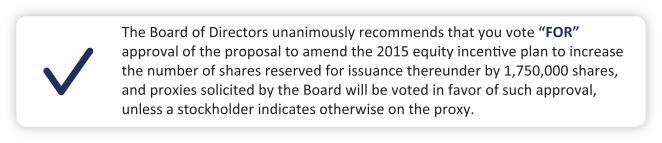 The Board of Directors unanimously recommends that you vote “FOR”
approval of the proposal to amend the 2015 equity incentive plan to increase
the number of shares reserved for issuance thereunder by 1,750,000 shares,
and proxies solicited by the Board will be voted in favor of such approval,
unless a stockholder indicates otherwise on the proxy.